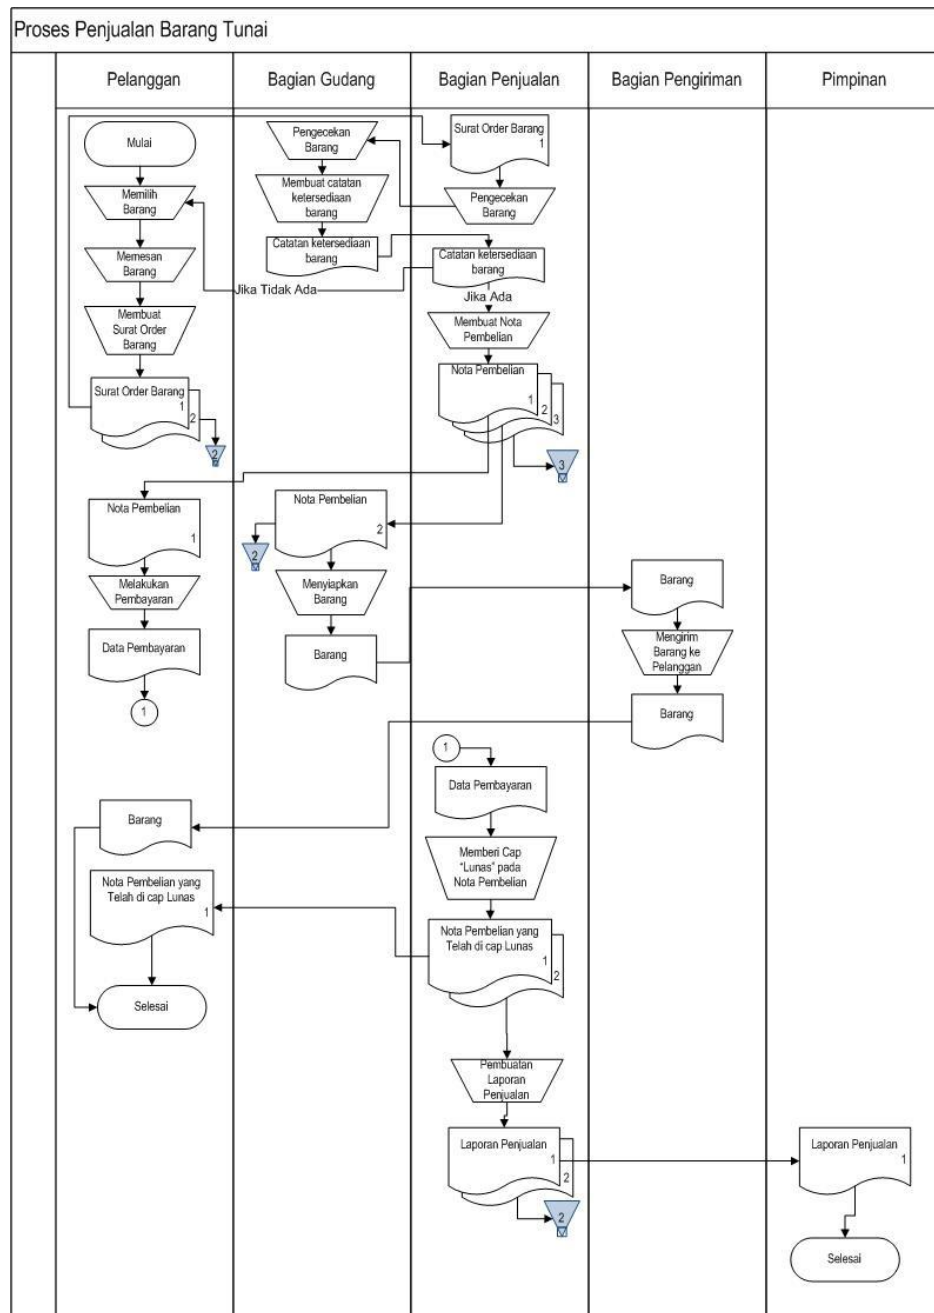 Proses Penjualan Barang Tunai
Pelanggan
Bagian Gudang
Bagian Penjualan
Bagian Pengiriman
Pimpinan
Mulai
Memilih
Barang
Memesan
Barang
Membuat
Surat Order
Barang
Surat Order Barang
1
2
2
Pengecekan
Barang
Membuat catatan
ketersediaan
barang
Catatan ketersediaan
barang
Surat Order Barang
1
Pengecekan
Barang
Catatan ketersediaan
barang
Jika Tidak Ada
Jika Ada
Membuat Nota
Pembelian
Nota Pembelian
1
2
3
3
Nota Pembelian
1
Melakukan
Pembayaran
Data Pembayaran
1
Nota Pembelian
2
2
Menyiapkan
Barang
Barang
Barang
Mengirim
Barang ke
Pelanggan
Barang
1
Data Pembayaran
Memberi Cap
"Lunas" pada
Nota Pembelian
Nota Pembelian yang
Telah di cap Lunas
1
2
Barang
Nota Pembelian yang
Telah di cap Lunas
1
Selesai
Pembuatan
Laporan
Penjualan
Laporan Penjualan
1
2
2
Laporan Penjualan
1
Selesai